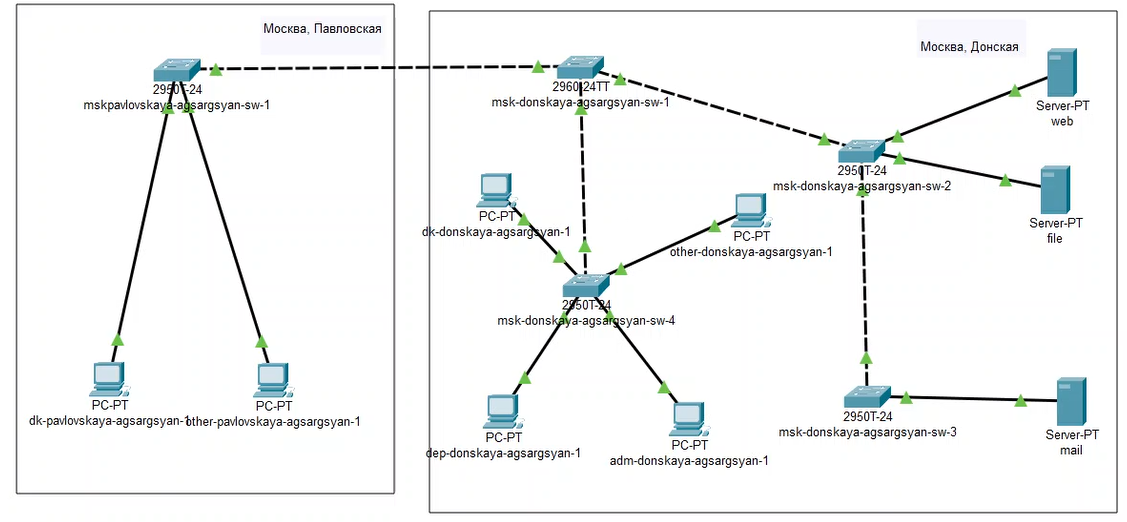 Москва, Павловская
2950T-24
mskpavlovskaya-agsargsyan-sw-1
PC-PT
dk-pavlovskaya-agsargsyan-1
PC-PT
other-pavlovskaya-agsargsyan-1
Москва, Донская
2960-24TT
msk-donskaya-agsargsyan-sw-1
Server-PT
web
2950T-24
msk-donskaya-agsargsyan-sw-2
Server-PT
file
PC-PT
dk-donskaya-agsargsyan-1
PC-PT
other-donskaya-agsargsyan-1
2950T-24
msk-donskaya-agsargsyan-sw-4
PC-PT
dep-donskaya-agsargsyan-1
PC-PT
adm-donskaya-agsargsyan-1
2950T-24
msk-donskaya-agsargsyan-sw-3
Server-PT
mail